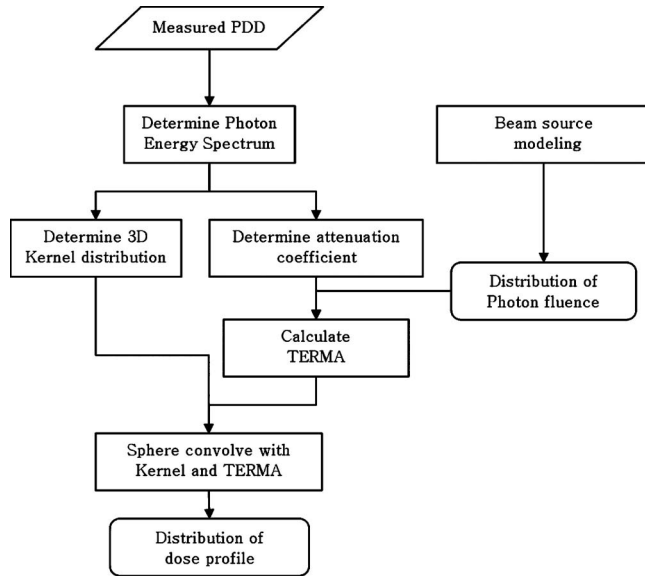 Measured PDD
Determine Photon
Energy Spectrum
Beam source
modeling
Determine 3D
Kernel distribution
Determine attenuation
coefficient
Distribution of
Photon fluence
Calculate
TERMA
Sphere convolve with
Kernel and TERMA
Distribution of
dose profile